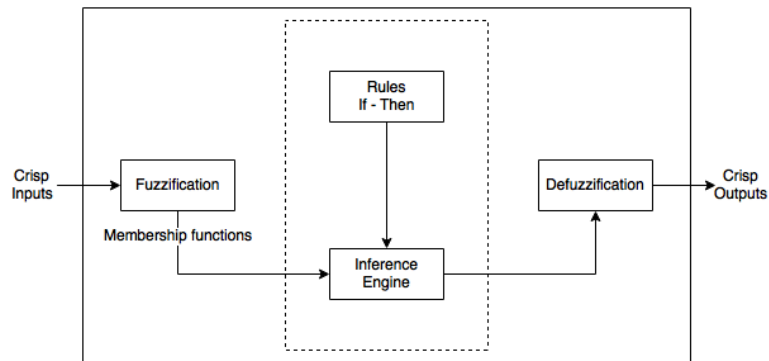 Rules
If - Then
Crisp
Inputs
Fuzzification
Defuzzification
Crisp
Outputs
Membership functions
Inference
Engine